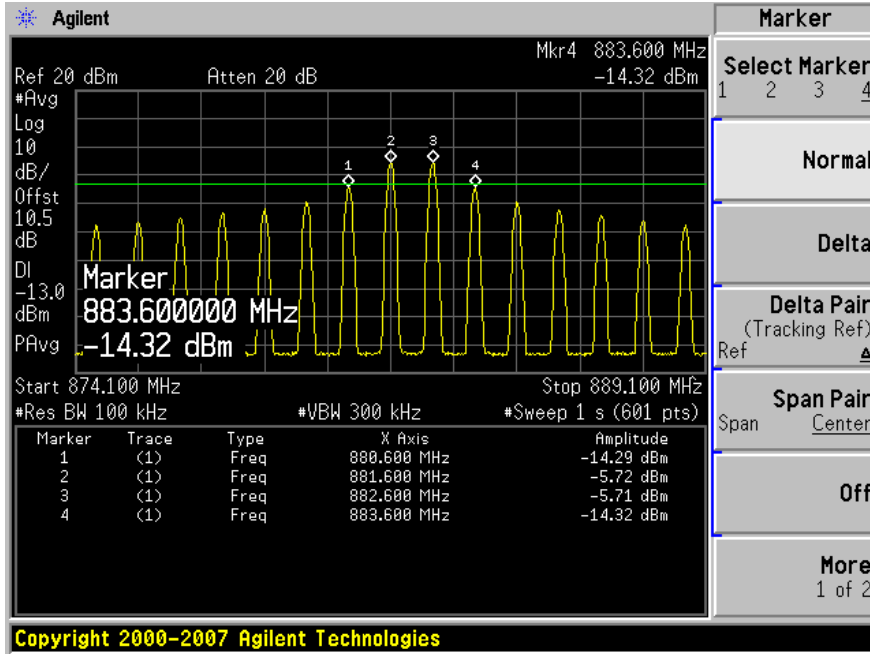 Agilent
Marker
Mkr4 883.600 MHz
Ref 20 dBm Atten 20 dB -14.32 dBm
#Avg
Log
10
dB/
Offst
10.5
dB
DI
-13.0
dBm
PAvg
1
2
3
4
Marker
883.600000 MHz
-14.32 dBm
Start 874.100 MHz Stop 889.100 MHz
#Res BW 100 kHz #VBW 300 kHz #Sweep 1 s (601 pts)
Marker Trace Type X Axis Amplitude
1 (1) Freq 880.600 MHz -14.29 dBm
2 (1) Freq 881.600 MHz -5.72 dBm
3 (1) Freq 882.600 MHz -5.71 dBm
4 (1) Freq 883.600 MHz -14.32 dBm
Select Marker
1 2 3 4
Normal
Delta
Delta Pair
(Tracking Ref)
Ref Δ
Span Pair
Span Center
Off
More
1 of 2
Copyright 2000-2007 Agilent Technologies